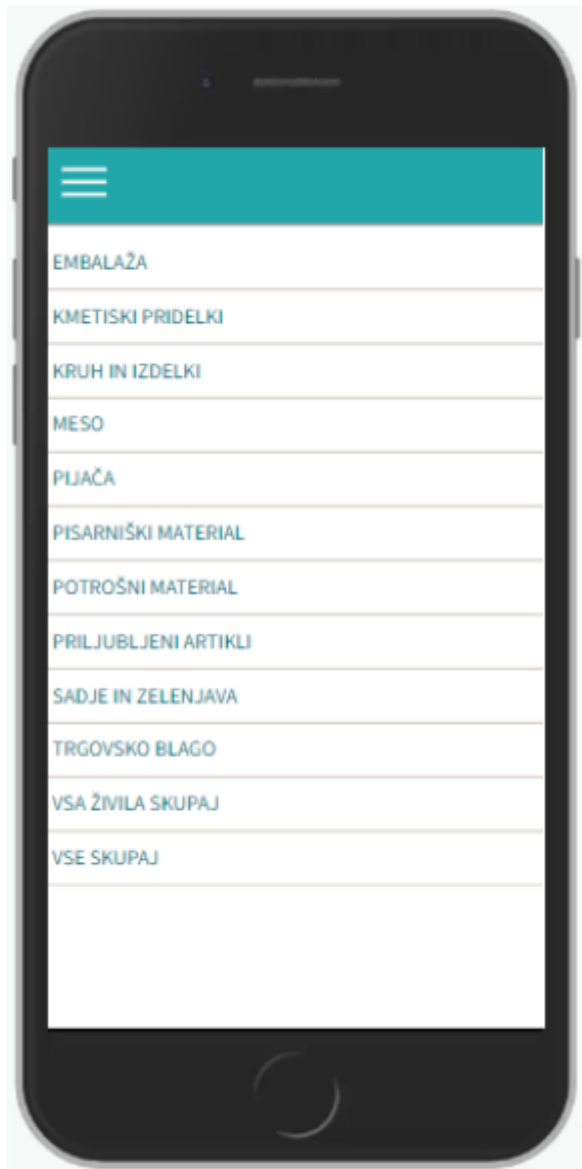 EMBALAŽA
KMETISKI PRIDELKI
KRUH IN IZDELKI
MESO
PIJAČA
PISARNIŠKI MATERIAL
POTROŠNI MATERIAL
PRILJUBLJENI ARTIKLI
SADJE IN ZELENJAVA
TRGOVSKO BLAGO
VSA ŽIVILA SKUPAJ
VSE SKUPAJ